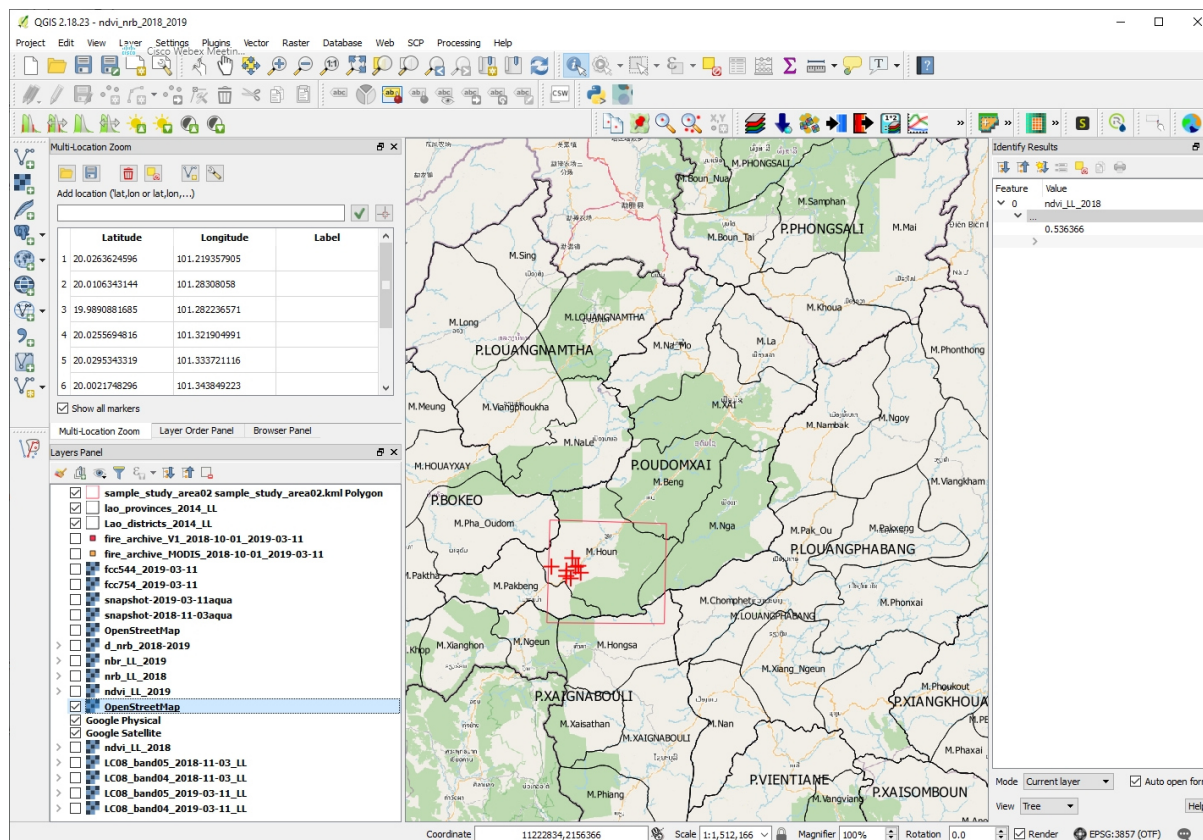 QGIS 2.18.23 - ndvi_nrb_2018_2019
Project Edit View Layer Settings Plugins Vector Raster Database Web SCP Processing Help
Cisco Webex Meetin...
Multi-Location Zoom
Add location ('lat,lon or lat,lon,...)
Latitude Longitude Label
1 20.0263624596 101.219357905
2 20.0106343144 101.28308058
3 19.9890881685 101.282236571
4 20.0255694816 101.321904991
5 20.0295343319 101.333721116
6 20.0021748296 101.343849223
Show all markers
Multi-Location Zoom Layer Order Panel Browser Panel
Layers Panel
sample_study_area02 sample_study_area02.kml Polygon
lao_provinces_2014_LL
Lao_districts_2014_LL
fire_archive_V1_2018-10-01_2019-03-11
fire_archive_MODIS_2018-10-01_2019-03-11
fcc544_2019-03-11
fcc754_2019-03-11
snapshot-2019-03-11aqua
snapshot-2018-11-03aqua
OpenStreetMap
d_nrb_2018-2019
nbr_LL_2019
nrb_LL_2018
ndvi_LL_2019
OpenStreetMap
Google Physical
Google Satellite
ndvi_LL_2018
LC08_band05_2018-11-03_LL
LC08_band04_2018-11-03_LL
LC08_band05_2019-03-11_LL
LC08_band04_2019-03-11_LL
M.PHONGSALI
M.Boun_Nua
M.Samphan
P.PHONGSALI
M.Mai
Điện Biên P
M.Boun_Tai
M.Sing
M.Khoua
M.Long
M.LOUANGNAMTHA
P.LOUANGNAMTHA
M.Na_Mo
M.La
M.Phonthong
M.Meung
M.Viangphoukha
M.XAI
M.Ngoy
M.Nambak
M.NaLe
M.HOUAYXAY
P.OUDOMXAI
M.Beng
M.Viangkham
P.BOKEO
M.Pha_Oudom
M.Nga
M.Pak_Ou
M.Pakxeng
M.Houn
P.LOUANGPHABANG
M.Paktha
M.Pakbeng
M.Chomphet
M.LOUANGPHABANG
M.Phonxai
M.Ngeun
M.Hongsa
M.Xianghon
M.Khop
M.Xiang_Ngeun
P.XAIGNABOULI
M.Phoukout
P.XIANGKHOUA
M.Xaisathan
M.Nan
M.XAIGNABOULI
M.Phaxai
P.VIENTIANE
P.XAISOMBOUN
M.Phiang
M.Vangviang
Identify Results
Feature Value
0 ndvi_LL_2018
...
0.536366
Mode Current layer Auto open form
View Tree Help
Coordinate 11222834,2156366 Scale 1:1,512,166 Magnifier 100% Rotation 0.0 Render EPSG:3857 (OTF)